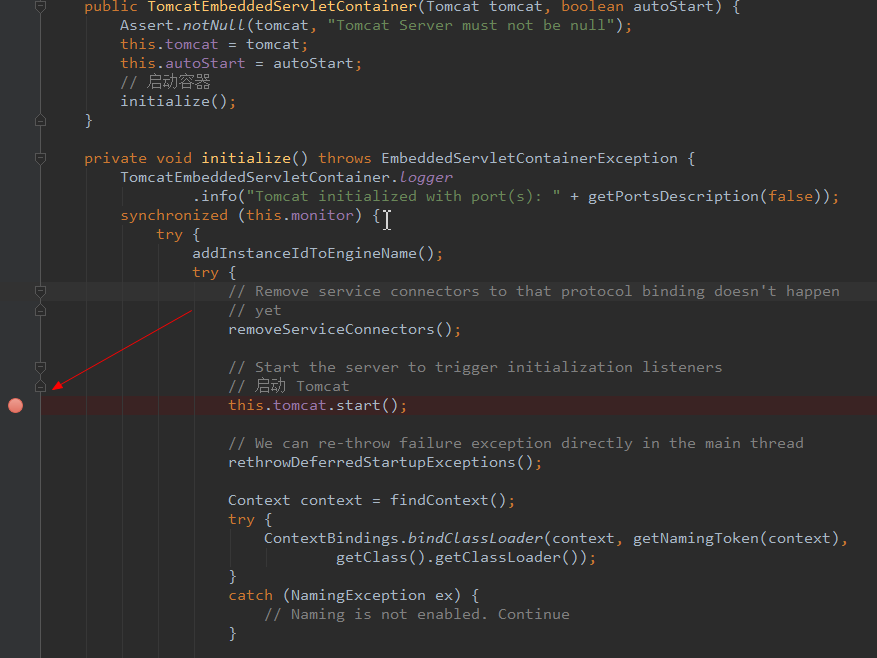 public TomcatEmbeddedServletContainer(Tomcat tomcat, boolean autoStart) {
Assert.notNull(tomcat, "Tomcat Server must not be null");
this.tomcat = tomcat;
this.autoStart = autoStart;
// 启动容器
initialize();
}
private void initialize() throws EmbeddedServletContainerException {
TomcatEmbeddedServletContainer.logger
.info("Tomcat initialized with port(s): " + getPortsDescription(false));
synchronized (this.monitor) {
try {
addInstanceIdToEngineName();
try {
// Remove service connectors to that protocol binding doesn't happen
// yet
removeServiceConnectors();
// Start the server to trigger initialization listeners
// 启动 Tomcat
this.tomcat.start();
// We can re-throw failure exception directly in the main thread
rethrowDeferredStartupExceptions();
Context context = findContext();
try {
ContextBindings.bindClassLoader(context, getNamingToken(context),
getClass().getClassLoader());
}
catch (NamingException ex) {
// Naming is not enabled. Continue
}